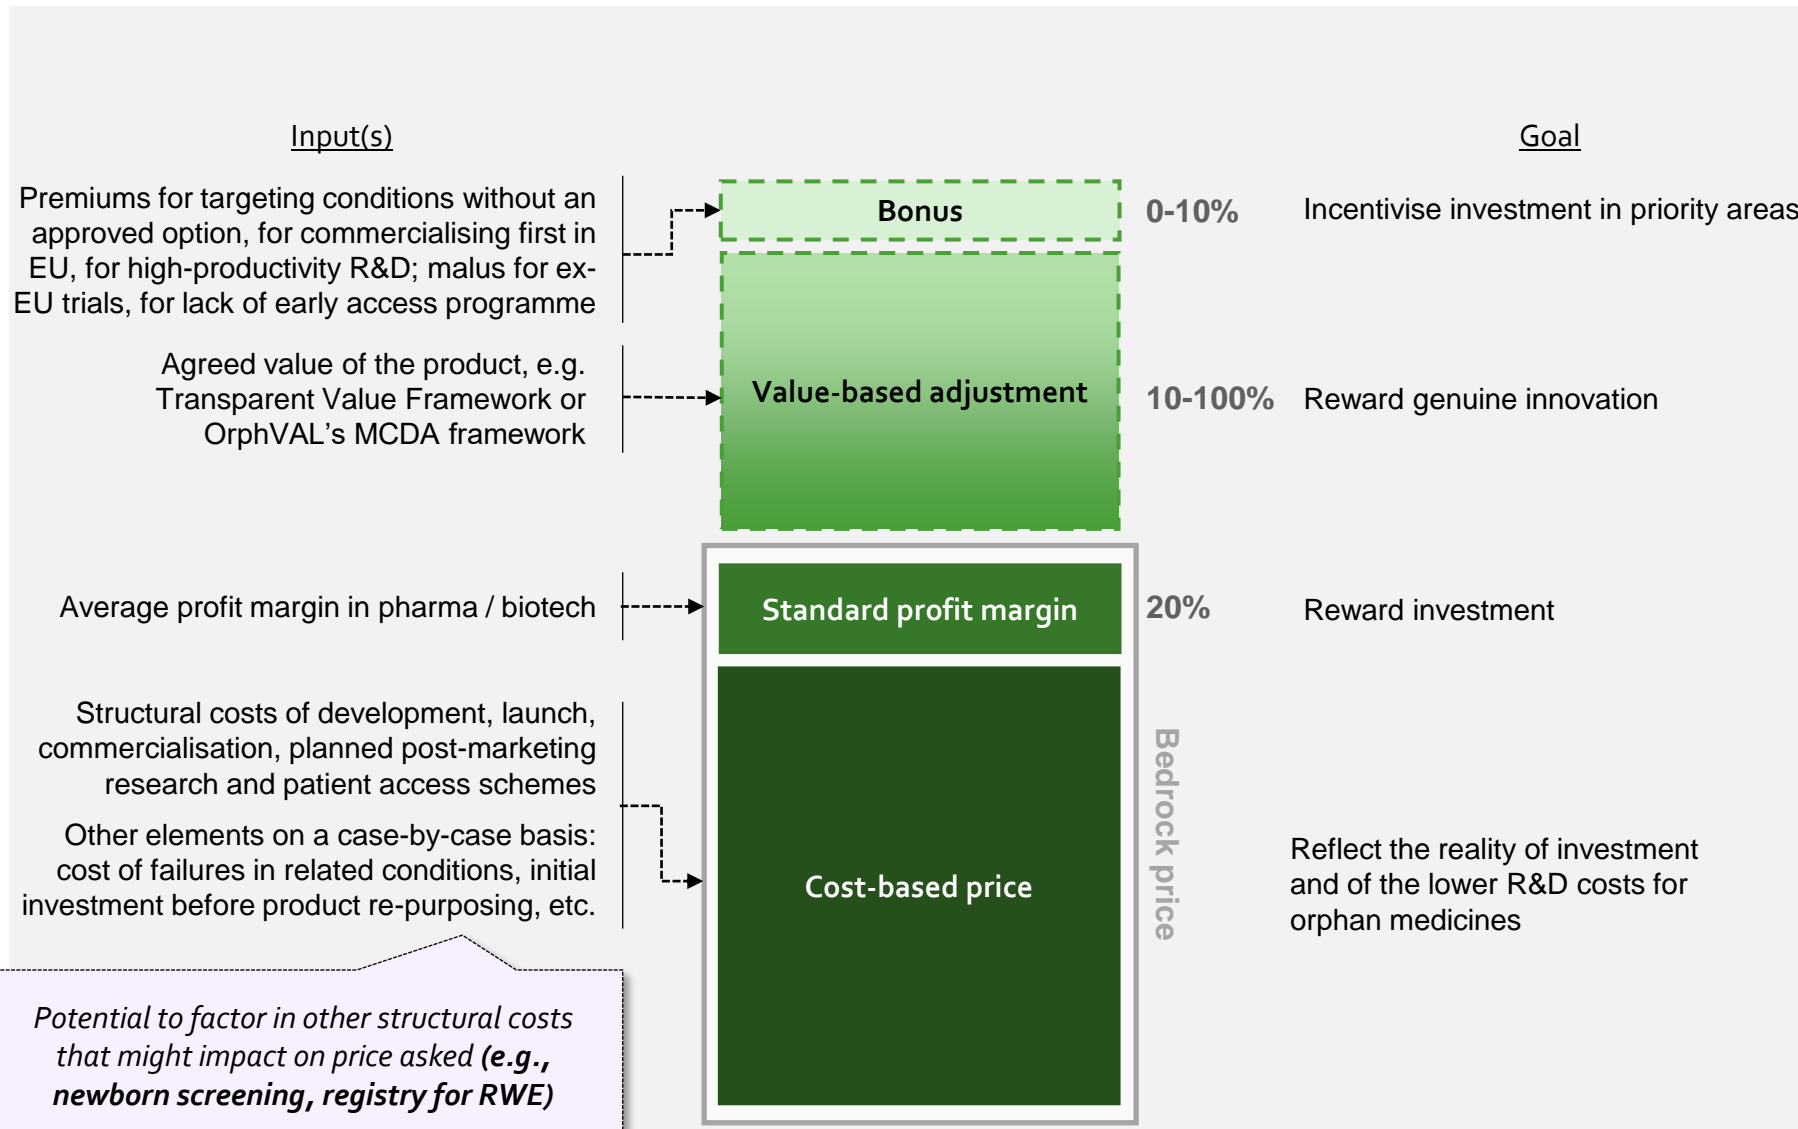 Input(s)
Goal
Premiums for targeting conditions without an
approved option, for commercialising first in
EU, for high-productivity R&D; malus for ex-
EU trials, for lack of early access programme
Bonus
0-10%
Incentivise investment in priority areas
Agreed value of the product, e.g.
Transparent Value Framework or
OrphVAL's MCDA framework
Value-based adjustment
10-100%
Reward genuine innovation
Average profit margin in pharma / biotech
Standard profit margin
20%
Reward investment
Structural costs of development, launch,
commercialisation, planned post-marketing
research and patient access schemes
Other elements on a case-by-case basis:
cost of failures in related conditions, initial
investment before product re-purposing, etc.
Cost-based price
Bedrock price
Reflect the reality of investment
and of the lower R&D costs for
orphan medicines
Potential to factor in other structural costs
that might impact on price asked (e.g.,
newborn screening, registry for RWE)